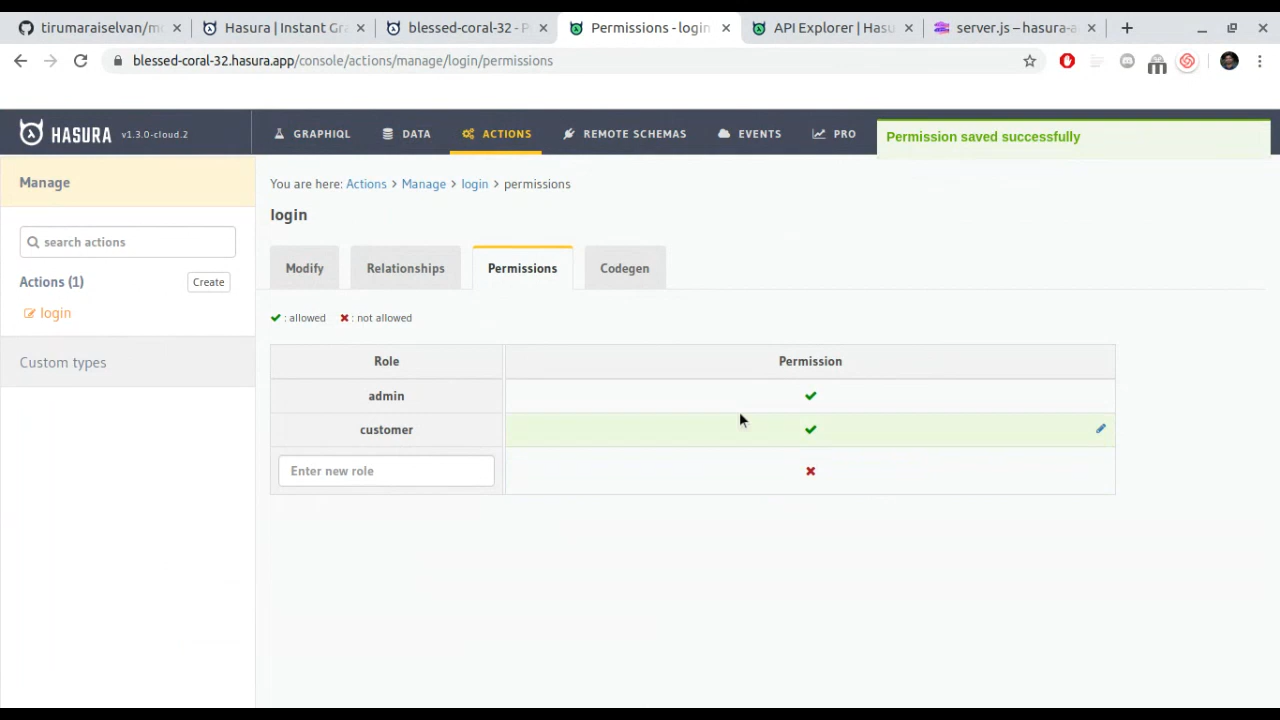 tirumaraiselvan/mo
Hasura | Instant Gra
blessed-coral-32 - P
Permissions - login
API Explorer | Hasu
server.js – hasura-a
blessed-coral-32.hasura.app/console/actions/manage/login/permissions
HASURA v1.3.0-cloud.2
GRAPHIQL
DATA
ACTIONS
REMOTE SCHEMAS
EVENTS
PRO
Permission saved successfully
Manage
search actions
Actions (1)
Create
login
Custom types
You are here: Actions > Manage > login > permissions
login
Modify
Relationships
Permissions
Codegen
: allowed : not allowed
Role Permission
admin
customer
Enter new role